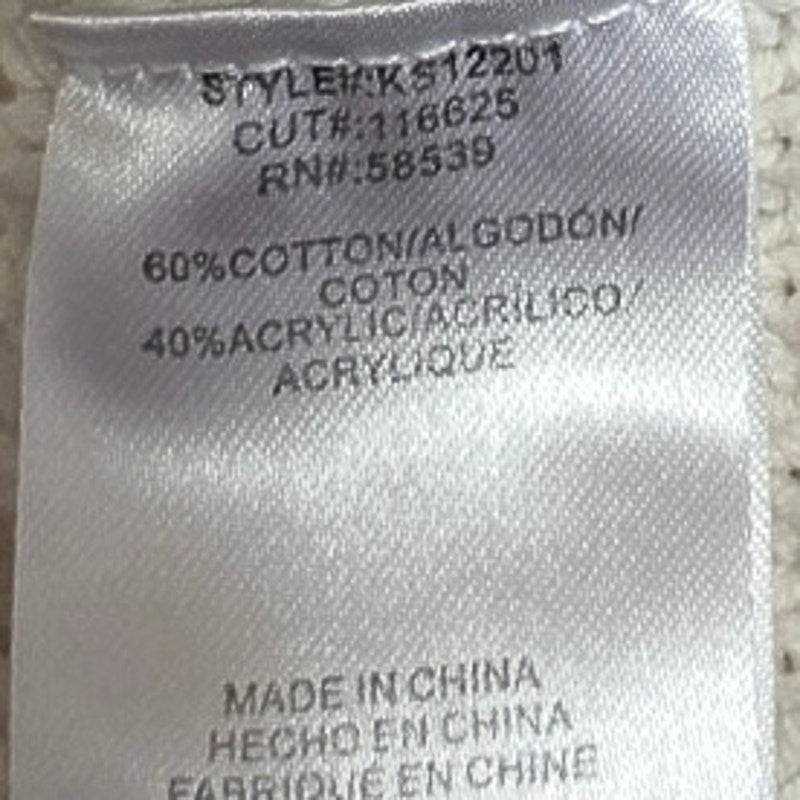 STYLE#:KS12201
CUT#:116625
RN#:58539
60%COTTON/ALGODÓN/
COTON
40%ACRYLIC/ACRÍLICO/
ACRYLIQUE
MADE IN CHINA
HECHO EN CHINA
FABRIQUÉ EN CHINE